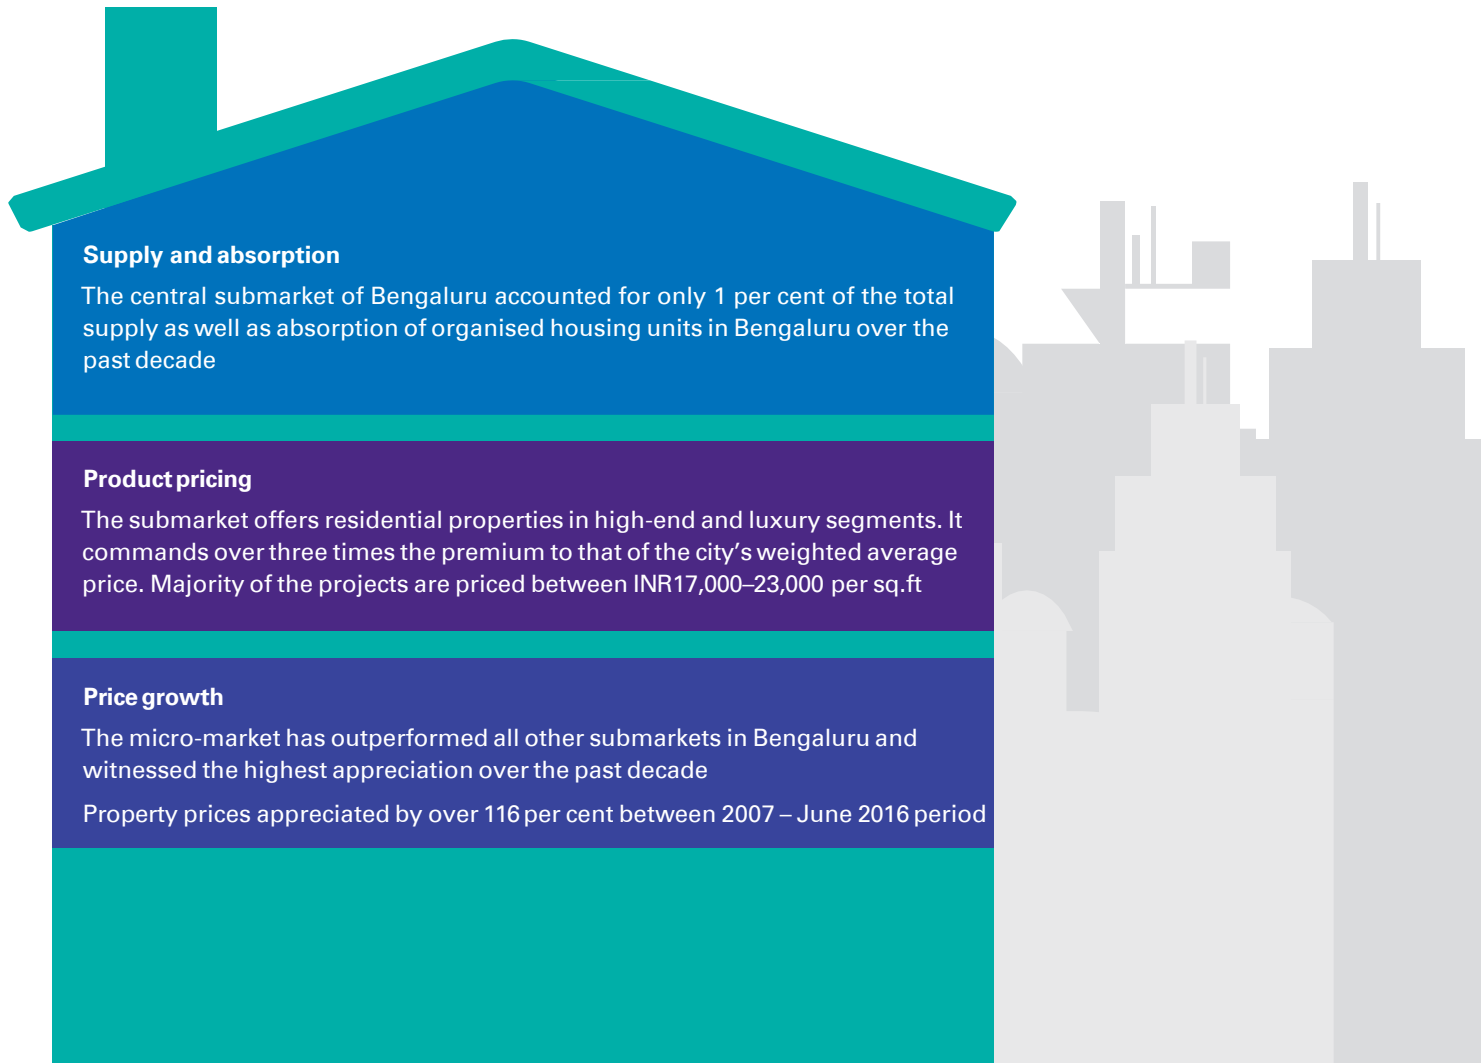 Supply and absorption
The central submarket of Bengaluru accounted for only 1 per cent of the total
supply as well as absorption of organised housing units in Bengaluru over the
past decade
Product pricing
The submarket offers residential properties in high-end and luxury segments. It
commands over three times the premium to that of the city's weighted average
price. Majority of the projects are priced between INR17,000–23,000 per sq.ft
Price growth
The micro-market has outperformed all other submarkets in Bengaluru and
witnessed the highest appreciation over the past decade
Property prices appreciated by over 116 per cent between 2007 – June 2016 period